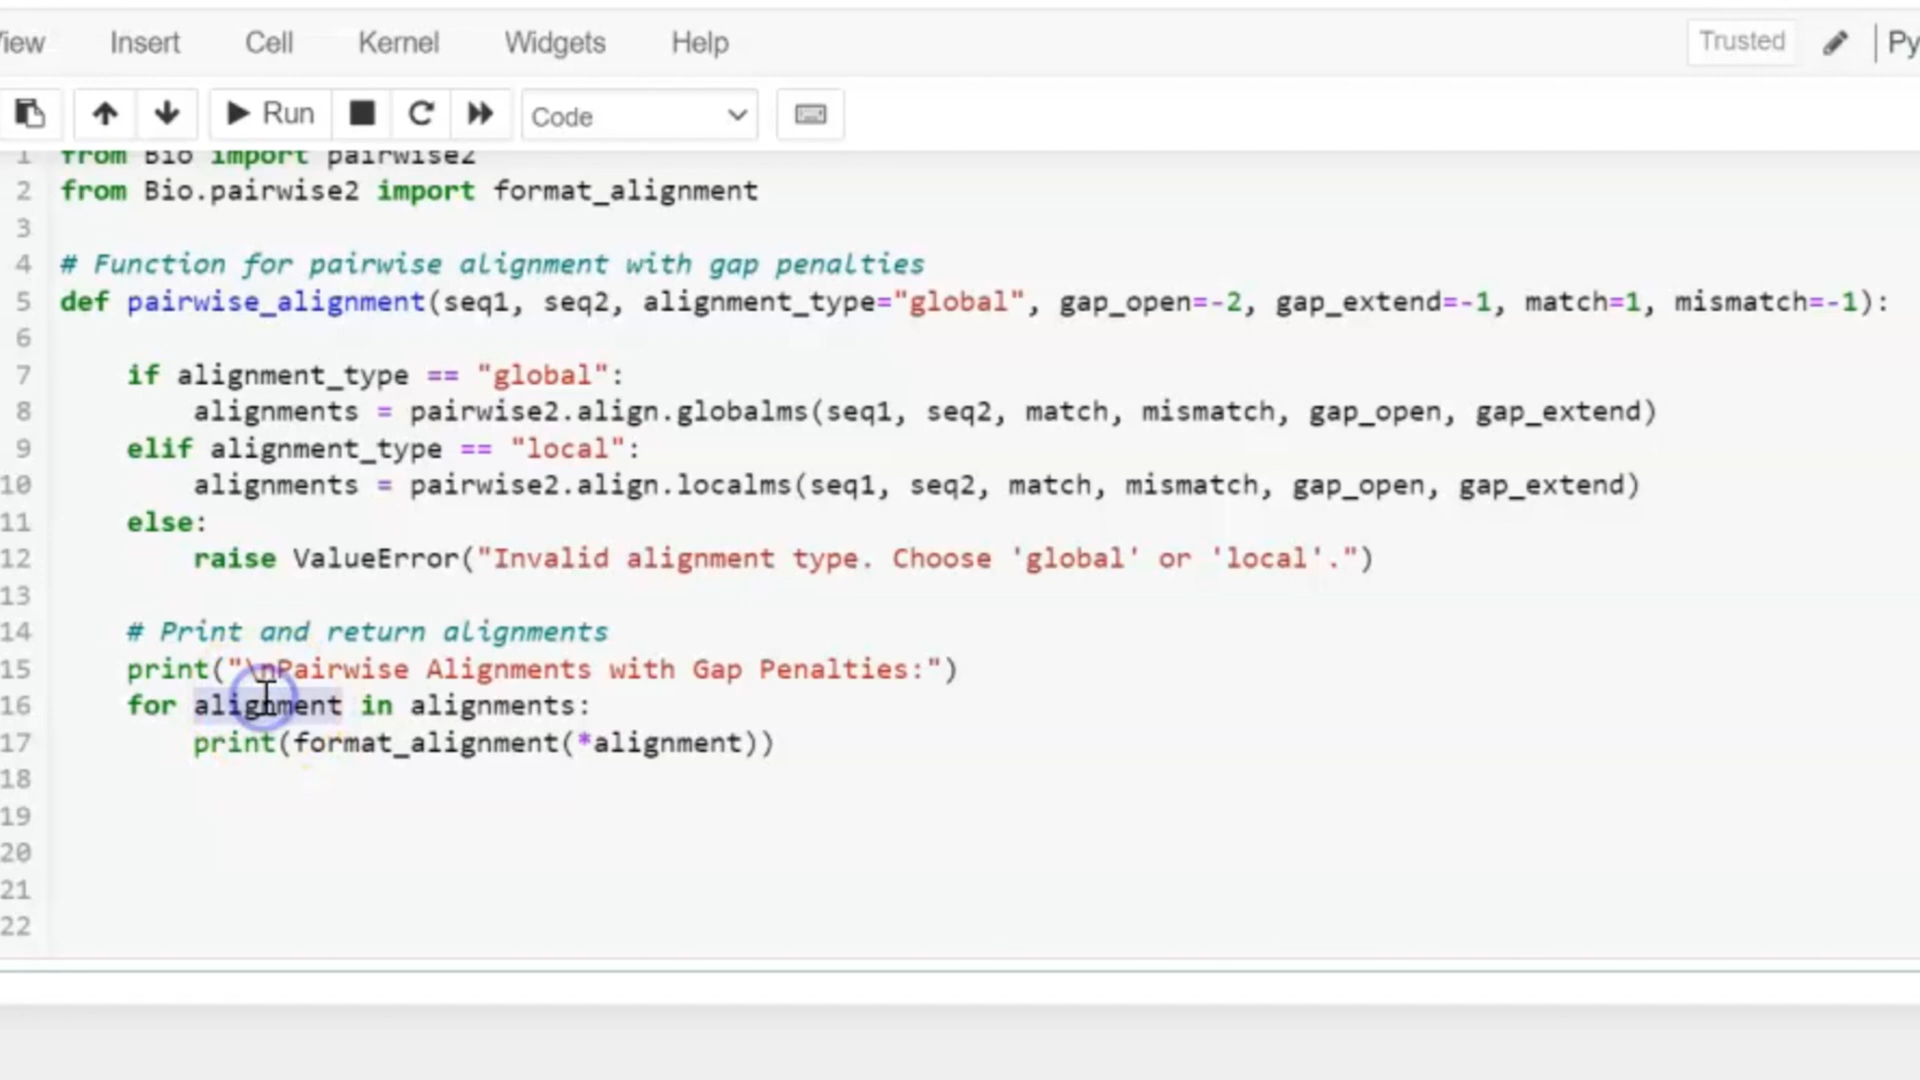 View Insert Cell Kernel Widgets Help Trusted Py
Run Code
1 from Bio import pairwise2
2 from Bio.pairwise2 import format_alignment
3
4 # Function for pairwise alignment with gap penalties
5 def pairwise_alignment(seq1, seq2, alignment_type="global", gap_open=-2, gap_extend=-1, match=1, mismatch=-1):
6
7 if alignment_type == "global":
8 alignments = pairwise2.align.globalms(seq1, seq2, match, mismatch, gap_open, gap_extend)
9 elif alignment_type == "local":
10 alignments = pairwise2.align.localms(seq1, seq2, match, mismatch, gap_open, gap_extend)
11 else:
12 raise ValueError("Invalid alignment type. Choose 'global' or 'local'.")
13
14 # Print and return alignments
15 print("\nPairwise Alignments with Gap Penalties:")
16 for alignment in alignments:
17 print(format_alignment(*alignment))
18
19
20
21
22